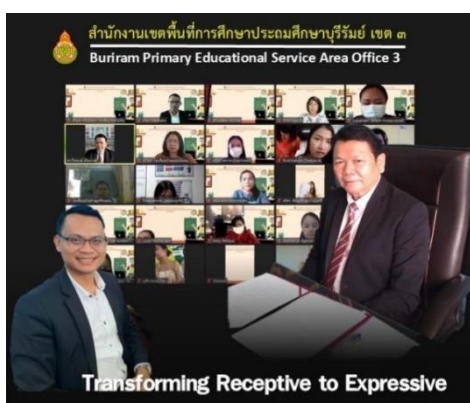 สำนักงานเขตพื้นที่การศึกษาประถมศึกษาบุรีรัมย์ เขต ๓
Buriram Primary Educational Service Area Office 3
Transforming Receptive to Expressive